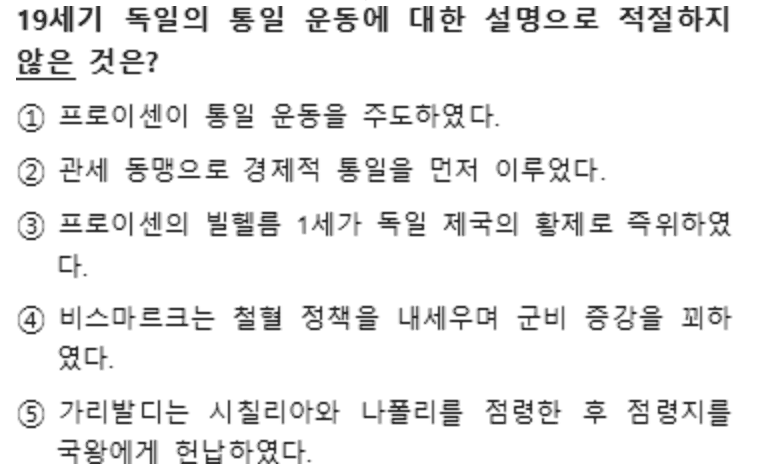 19세기 독일의 통일 운동에 대한 설명으로 적절하지
않은 것은?
① 프로이센이 통일 운동을 주도하였다.
② 관세 동맹으로 경제적 통일을 먼저 이루었다.
③ 프로이센의 빌헬름 1세가 독일 제국의 황제로 즉위하였
다.
④ 비스마르크는 철혈 정책을 내세우며 군비 증강을 꾀하
였다.
⑤ 가리발디는 시칠리아와 나폴리를 점령한 후 점령지를
국왕에게 헌납하였다.